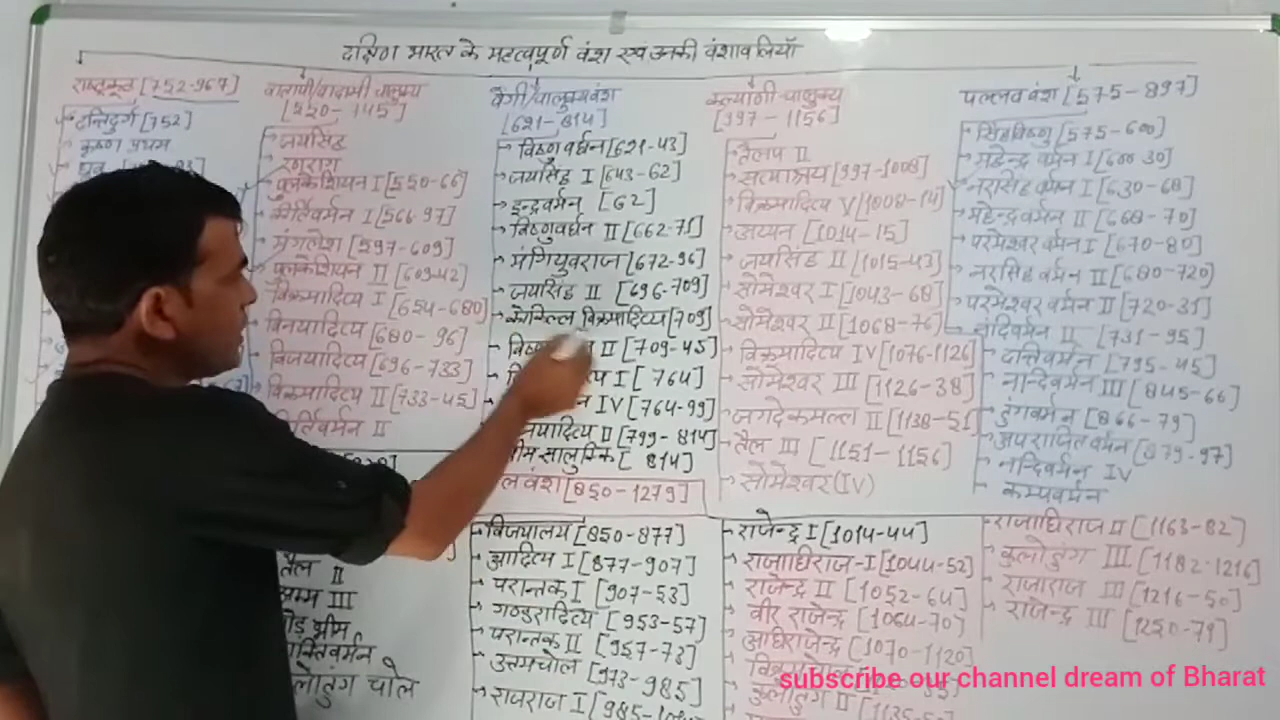 दक्षिण भारत के महत्वपूर्ण वंश एवं उनकी वंशावलियाँ
राष्ट्रकूट [752-967]
दन्तिदुर्ग [752]
कृष्ण प्रथम
ध्रुव
वातापी/बादामी चालुक्य
[550-745]
जयसिंह
रणराग
पुलकेशियन I [550-66]
कीर्तिवर्मन I [566-97]
मंगलेश [597-609]
पुलकेशियन II [609-42]
विक्रमादित्य I [654-680]
विनयादित्य [680-96]
विजयादित्य [696-733]
विक्रमादित्य II [733-45]
कीर्तिवर्मन II
वेंगी/चालुक्य वंश
[621-814]
विष्णुवर्धन [621-43]
जयसिंह I [643-62]
इन्द्रवर्मन [62]
विष्णुवर्धन II [662-71]
मंगियुवराज [672-96]
जयसिंह II [696-709]
कोविल्ल विक्रमादित्य [709]
II [709-45]
I [764]
IV [764-99]
II [799-814]
भीम सालुम्कि [814]
कल्याणी-चालुक्य
[997-1156]
तैलप II
सत्याश्रय [997-1008]
विक्रमादित्य V [1008-14]
अय्यन [1014-15]
जयसिंह II [1015-43]
सोमेश्वर I [1043-68]
सोमेश्वर II [1068-76]
विक्रमादित्य IV [1076-1126]
सोमेश्वर III [1126-38]
जगदेकमल्ल II [1138-51]
तैल III [1151-1156]
सोमेश्वर (IV)
पल्लव वंश [575-897]
सिंहविष्णु [575-600]
महेन्द्र वर्मन I [600-30]
नरसिंह वर्मन I [630-68]
महेन्द्रवर्मन II [668-70]
परमेश्वर वर्मन I [670-80]
नरसिंह वर्मन II [680-720]
परमेश्वर वर्मन II [720-31]
नंदिवर्मन II [731-95]
दन्तिवर्मन [795-45]
नान्दिवर्मन III [845-66]
डुंगवर्मन [866-79]
अपराजितवर्मन [879-97]
नन्दिवर्मन IV
कम्पवर्मन
तैल II
अम्म III
भीम
शक्तिवर्मन
चोल
ल वंश [850-1279]
विजयालय [850-877]
आदित्य I [877-907]
परान्तक I [907-53]
गण्डरादित्य [953-57]
परान्तक II [957-73]
उत्तमचोल [973-985]
राजराज I
राजेन्द्र I [1014-44]
राजाधिराज-I [1044-52]
राजेन्द्र II [1052-64]
वीर राजेन्द्र [1064-70]
अधिराजेन्द्र [1070-1120]
कुलोतुंग II
राजाधिराज II [1163-82]
कुलोतुंग III [1182-1216]
राजाराज III [1216-50]
राजेन्द्र III [1250-79]
subscribe our channel dream of Bharat